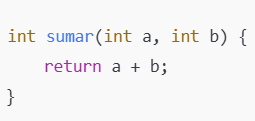 int sumar(int a, int b) {
    return a + b;
}